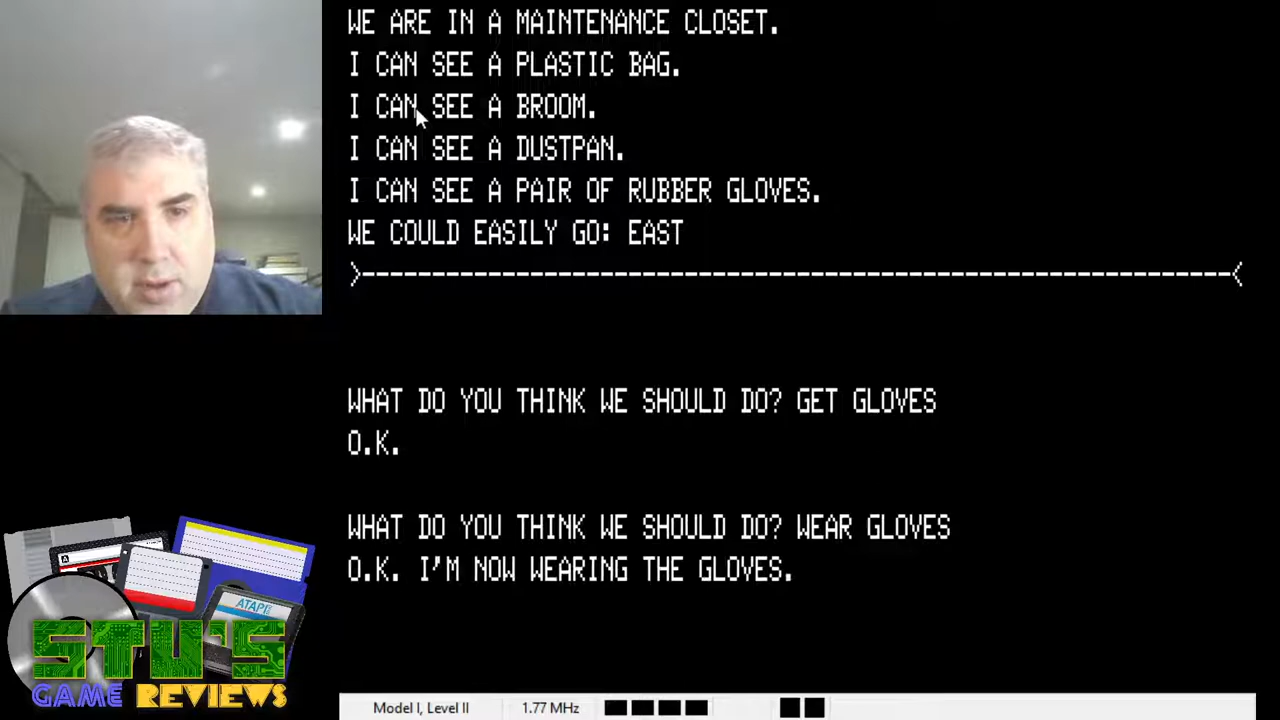 WE ARE IN A MAINTENANCE CLOSET.
I CAN SEE A PLASTIC BAG.
I CAN SEE A BROOM.
I CAN SEE A DUSTPAN.
I CAN SEE A PAIR OF RUBBER GLOVES.
WE COULD EASILY GO: EAST
>--------------------------------------------------------------<
WHAT DO YOU THINK WE SHOULD DO? GET GLOVES
O.K.
WHAT DO YOU THINK WE SHOULD DO? WEAR GLOVES
O.K. I'M NOW WEARING THE GLOVES.
ATAPI
STU'S
GAME REVIEWS
Model I, Level II 1.77 MHz